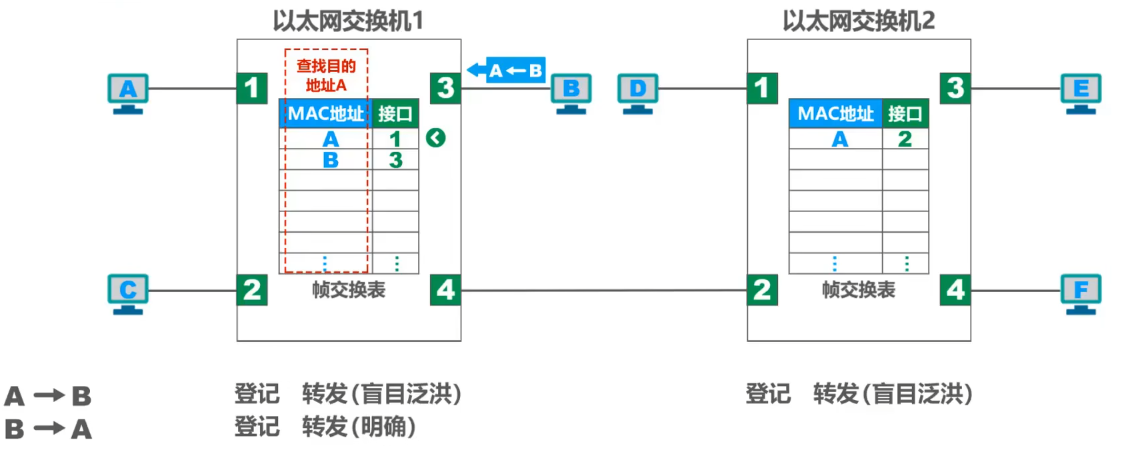 以太网交换机1
以太网交换机2
查找目的
地址A
A←B
A
1
3
B
D
1
3
E
MAC地址 接口
A 1
B 3
⋮ ⋮
MAC地址 接口
A 2
⋮ ⋮
C
2
帧交换表
4
2
帧交换表
4
F
A→B 登记 转发(盲目泛洪) 登记 转发(盲目泛洪)
B→A 登记 转发(明确)